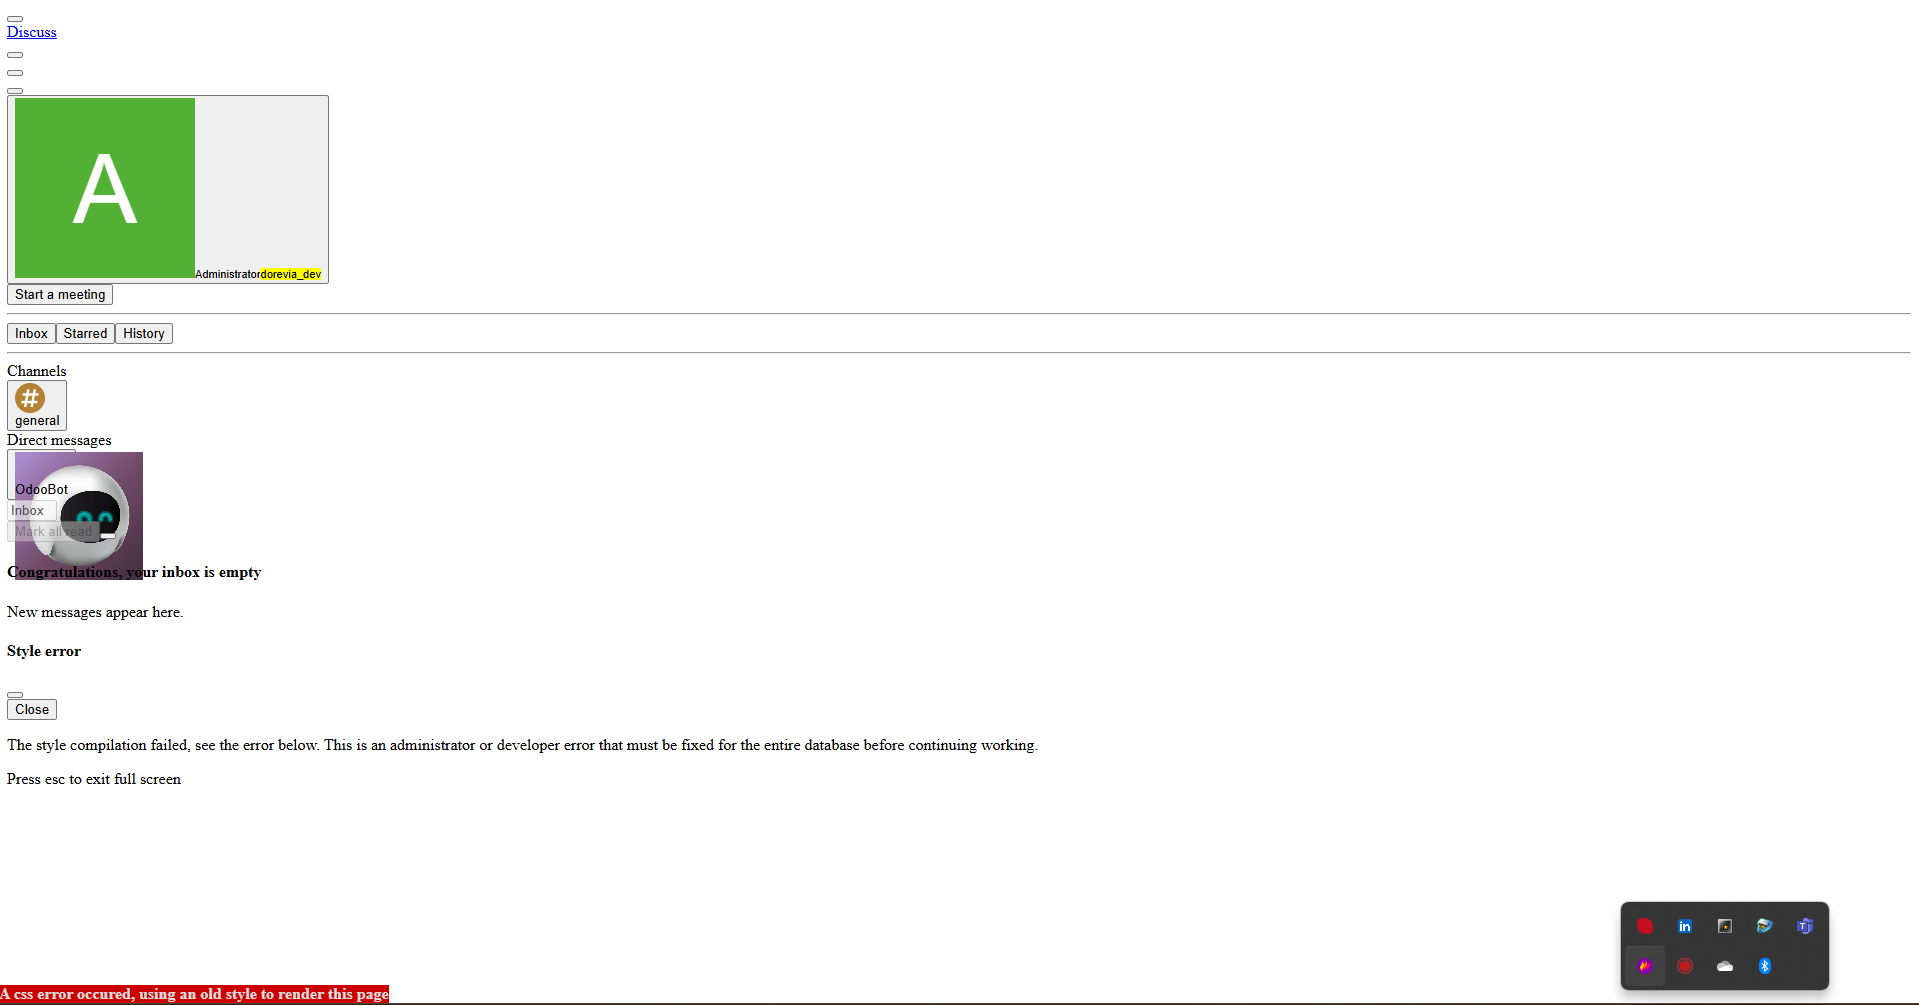 Discuss
A
Administratordorevia_dev
Start a meeting
Inbox Starred History
Channels
#
general
Direct messages
OdooBot
Inbox
Mark all read
Congratulations, your inbox is empty
New messages appear here.
Style error
Close
The style compilation failed, see the error below. This is an administrator or developer error that must be fixed for the entire database before continuing working.
Press esc to exit full screen
in
T
A css error occured, using an old style to render this page